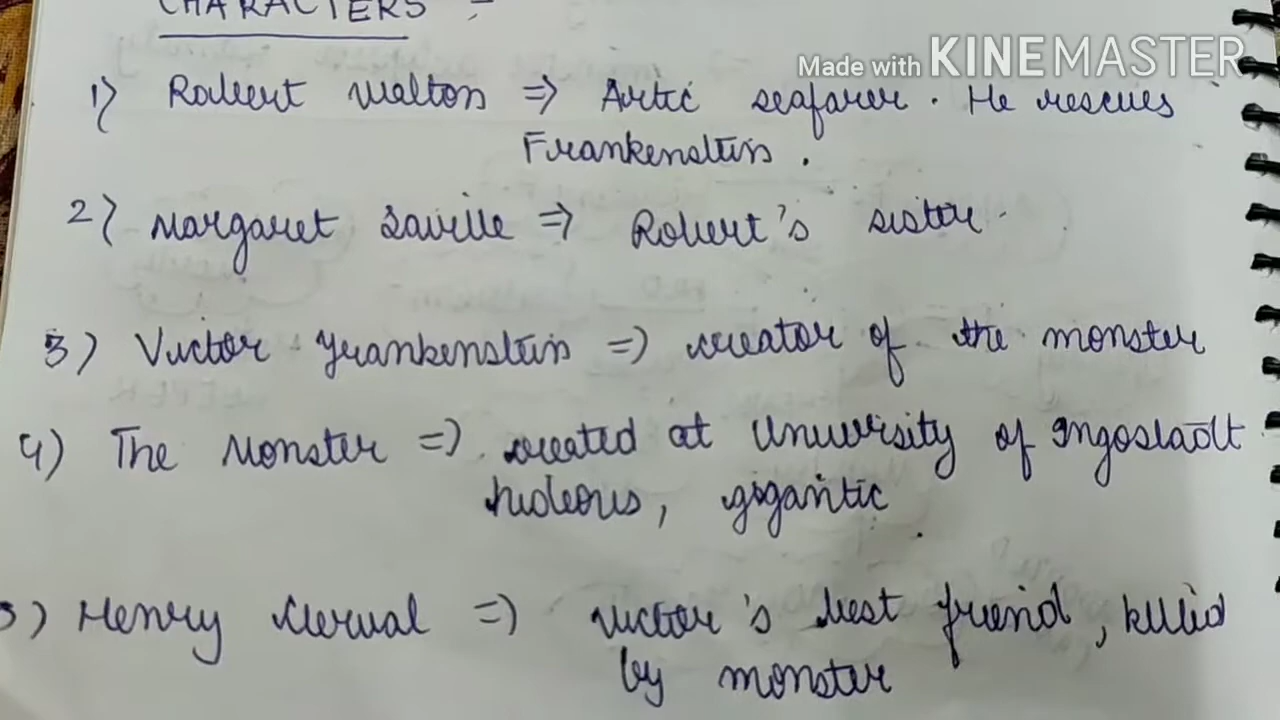 CHARACTERS :-
Made with KINEMASTER
1) Robert Walton => Artic seafarer. He rescues
Frankenstein.
2) Margaret Saville => Robert's sister.
3) Victor Frankenstein => creator of the monster
4) The Monster => created at University of Ingosladt
hideous, gigantic
5) Henry Clerval => Victor's best friend, killed
by monster